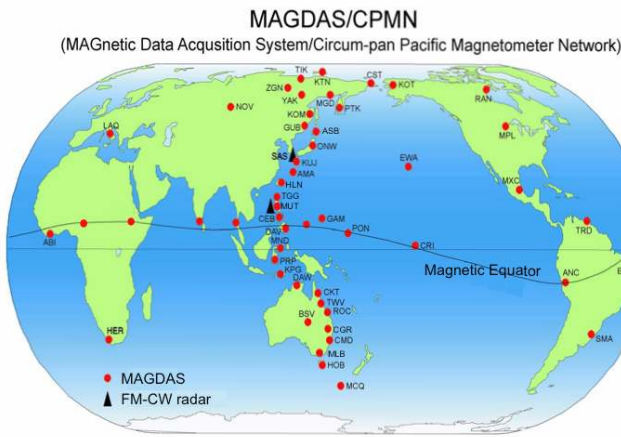 MAGDAS/CPMN
(MAGnetic Data Acqusition System/Circum-pan Pacific Magnetometer Network)
TIK
CST
ZGN
KTN
KOT
RAN
YAK
MGD
PTK
NOV
KOM
GUB
ASB
LAQ
MPL
ONW
SAS
KUJ
EWA
AMA
HLN
MXC
TGG
MUT
CEB
GAM
TRD
ABI
DAV
PON
MND
CRI
PRP
KPG
Magnetic Equator
ANC
DAW
CKT
TWV
BSV
ROC
HER
CGR
CMD
SMA
MLB
HOB
MAGDAS
MCQ
FM-CW radar